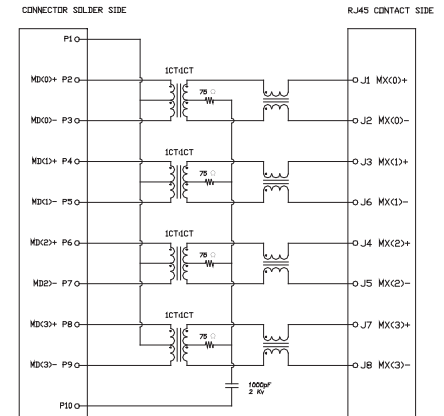 CONNECTOR SOLDER SIDE
RJ45 CONTACT SIDE
P1
1CT:1CT
MD(0)+ P2
75 Ω
J1 MX(0)+
MD(0)- P3
J2 MX(0)-
1CT:1CT
MD(1)+ P4
75 Ω
J3 MX(1)+
MD(1)- P5
J6 MX(1)-
1CT:1CT
MD(2)+ P6
75 Ω
J4 MX(2)+
MD2)- P7
J5 MX(2)-
1CT:1CT
MD(3)+ P8
75 Ω
J7 MX(3)+
MD(3)- P9
J8 MX(3)-
1000pF
2 Kv
P10